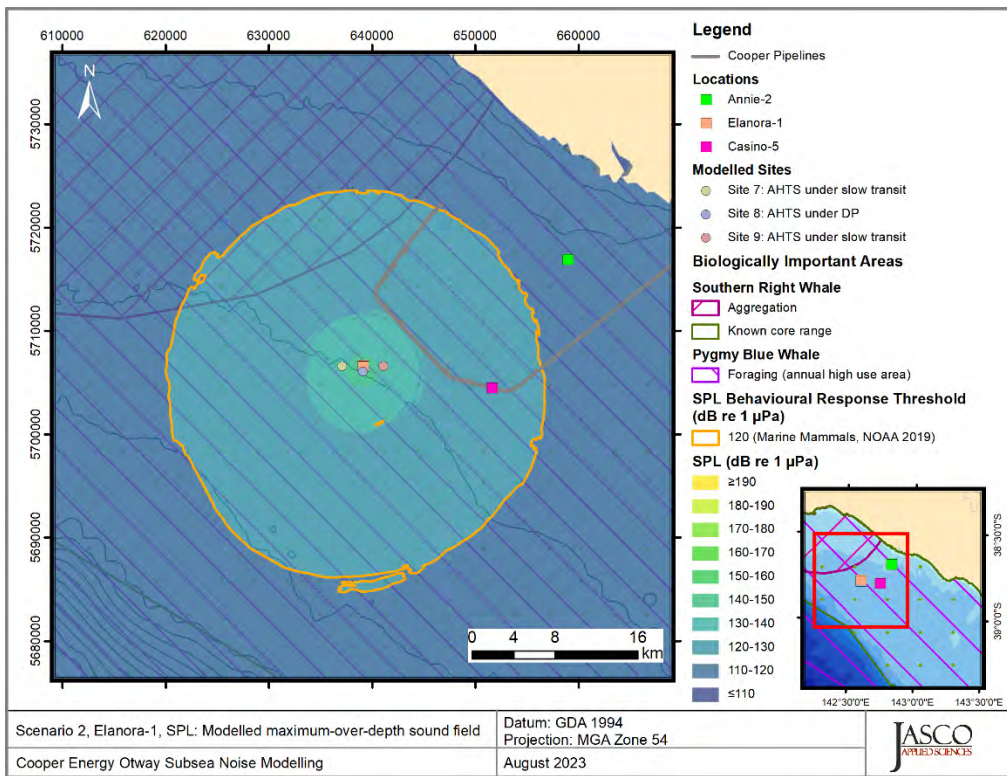 610000 620000 630000 640000 650000 660000
5730000
5720000
5710000
5700000
5690000
5680000
N
0 4 8 16
km
Legend
Cooper Pipelines
Locations
Annie-2
Elanora-1
Casino-5
Modelled Sites
Site 7: AHTS under slow transit
Site 8: AHTS under DP
Site 9: AHTS under slow transit
Biologically Important Areas
Southern Right Whale
Aggregation
Known core range
Pygmy Blue Whale
Foraging (annual high use area)
SPL Behavioural Response Threshold
(dB re 1 µPa)
120 (Marine Mammals, NOAA 2019)
SPL (dB re 1 µPa)
≥190
180-190
170-180
160-170
150-160
140-150
130-140
120-130
110-120
≤110
38°30'0"S
39°0'0"S
142°30'0"E 143°0'0"E 143°30'0"E
Scenario 2, Elanora-1, SPL: Modelled maximum-over-depth sound field
Cooper Energy Otway Subsea Noise Modelling
Datum: GDA 1994
Projection: MGA Zone 54
August 2023
JASCO
APPLIED SCIENCES